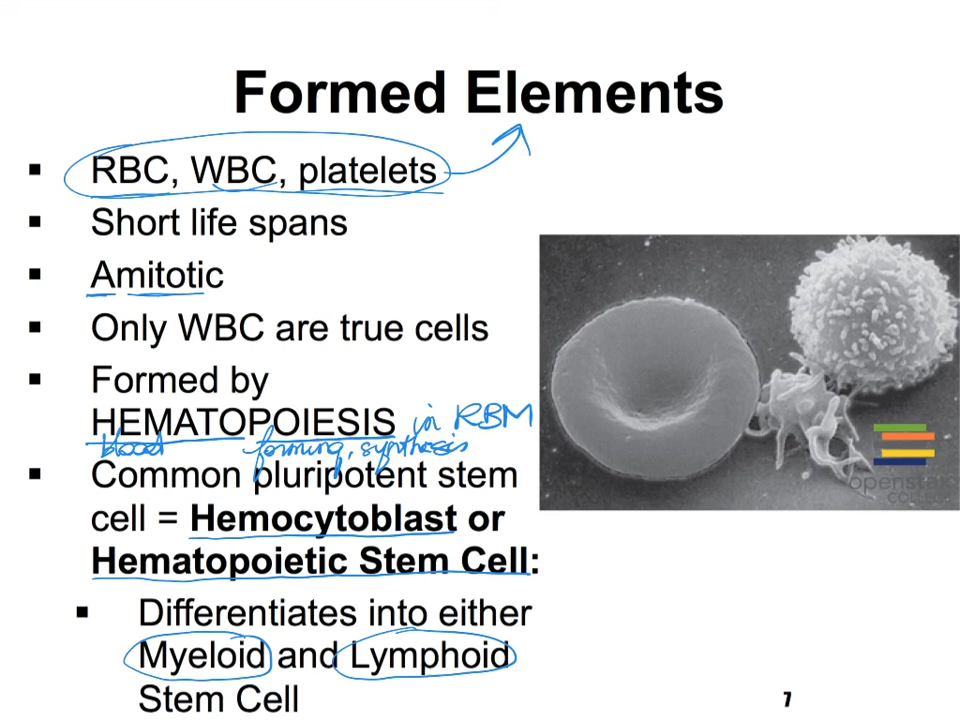 Formed Elements
▪ RBC, WBC, platelets
▪ Short life spans
▪ Amitotic
▪ Only WBC are true cells
▪ Formed by
HEMATOPOIESIS in RBM
blood forming, synthesis
▪ Common pluripotent stem
cell = Hemocytoblast or
Hematopoietic Stem Cell:
▪ Differentiates into either
Myeloid and Lymphoid
Stem Cell
openstax
COLLEGE
7